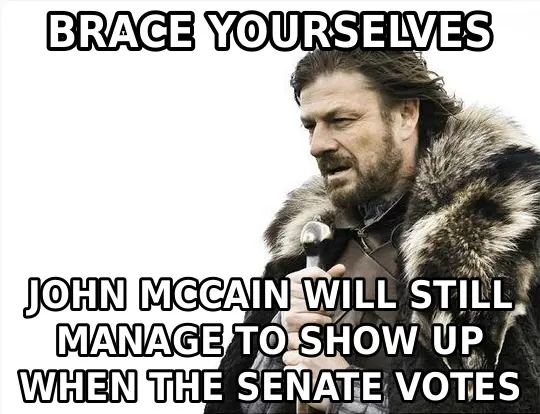 BRACE YOURSELVES
JOHN MCCAIN WILL STILL
MANAGE TO SHOW UP
WHEN THE SENATE VOTES